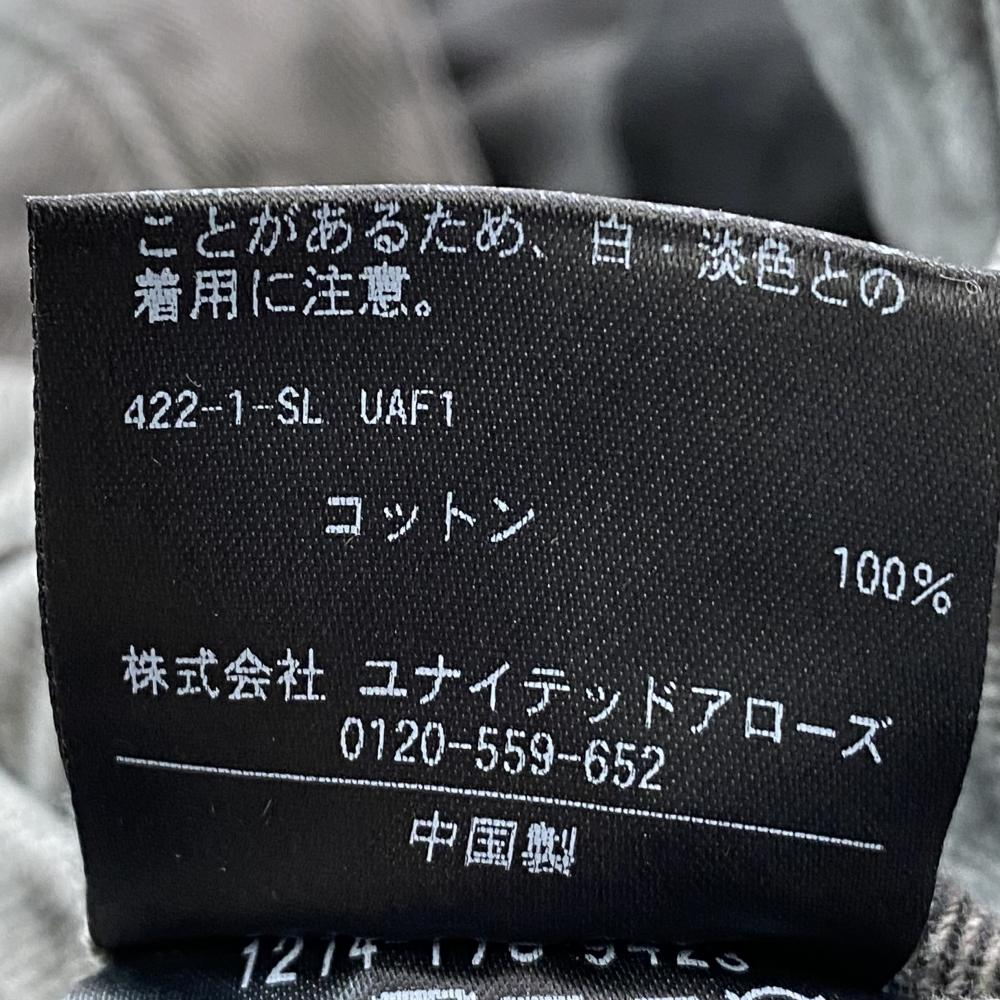 ことがあるため、白・淡色との
着用に注意。
422-1-SL UAF1
コットン
100%
株式会社 ユナイテッドアローズ
0120-559-652
中国製